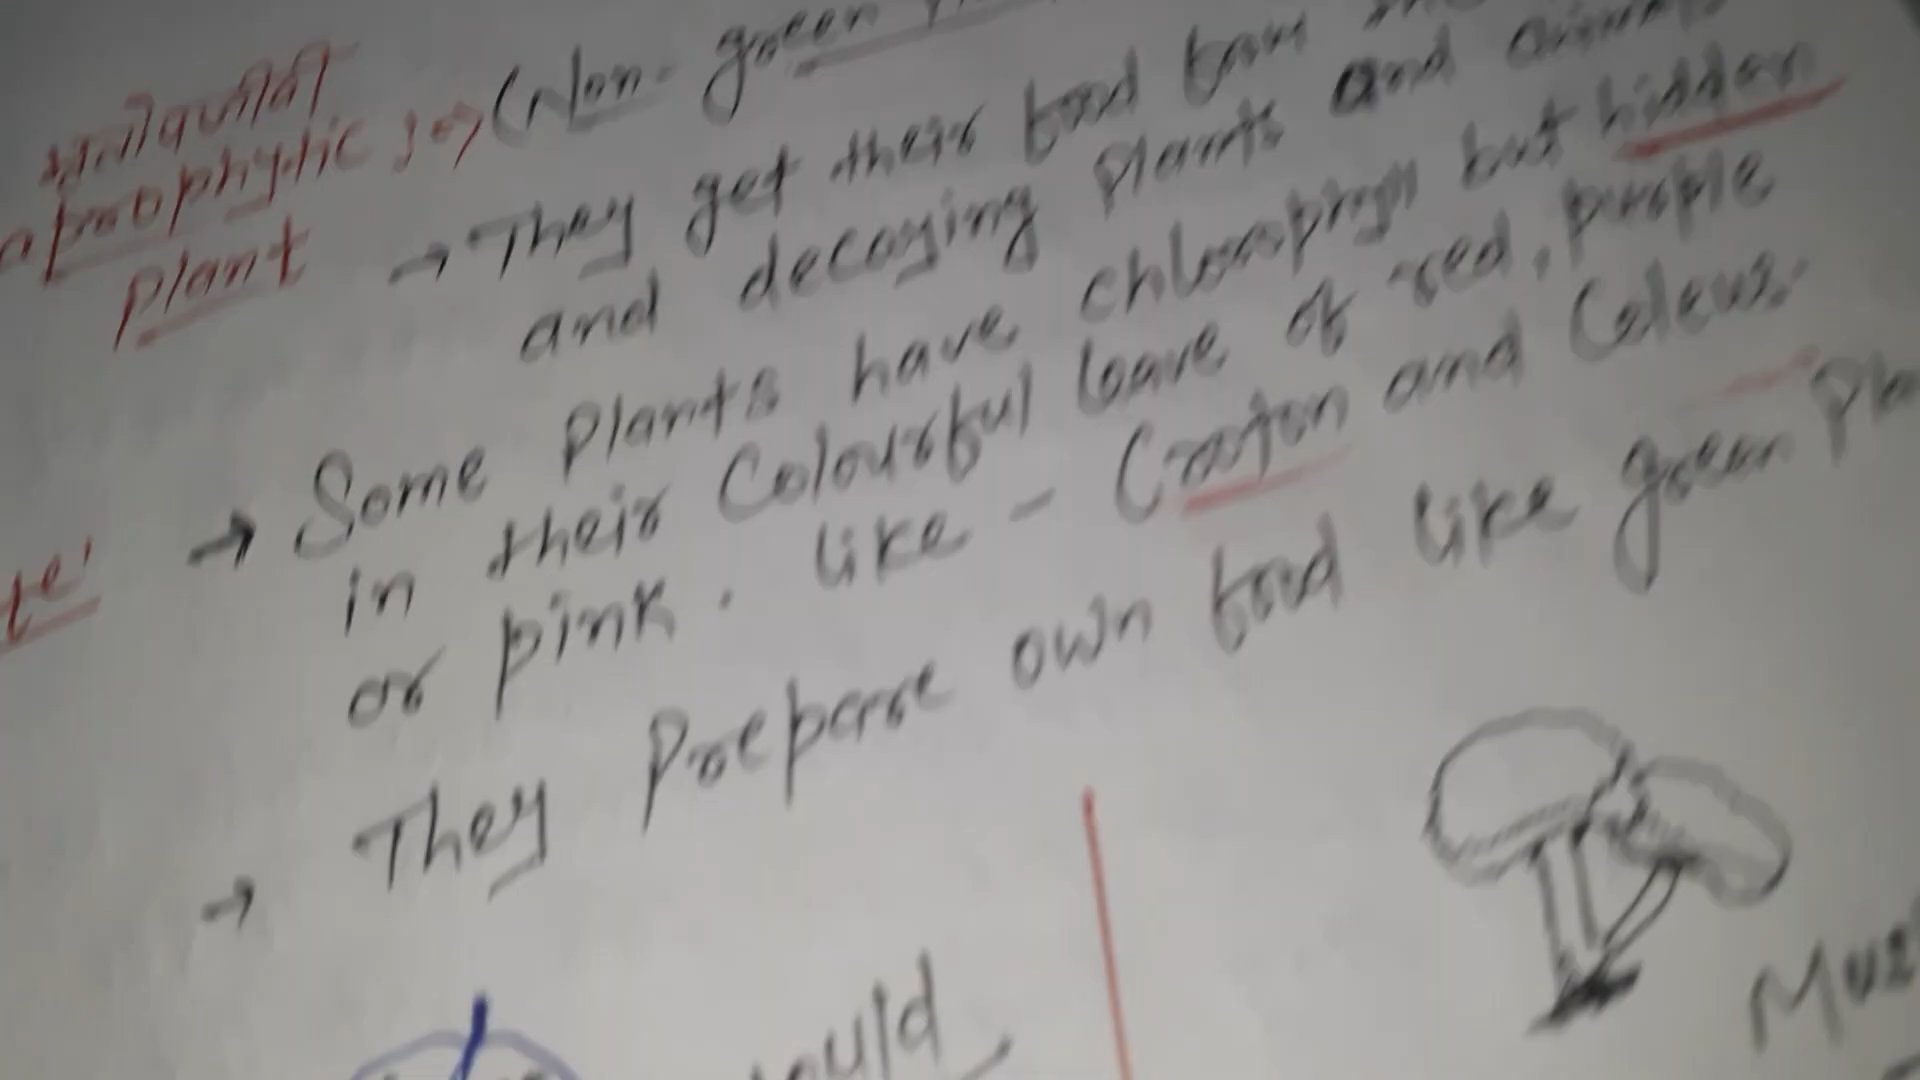 मृतोपजीवी
saprophytic :→ (Non-green
plant
→ They get their food from the
and decaying plants and animals
→ Some plants have chlorophyll but hidden
in their Colourful leave of red, purple
or pink. like - Croton and Coleus.
→ They Prepare own food like green